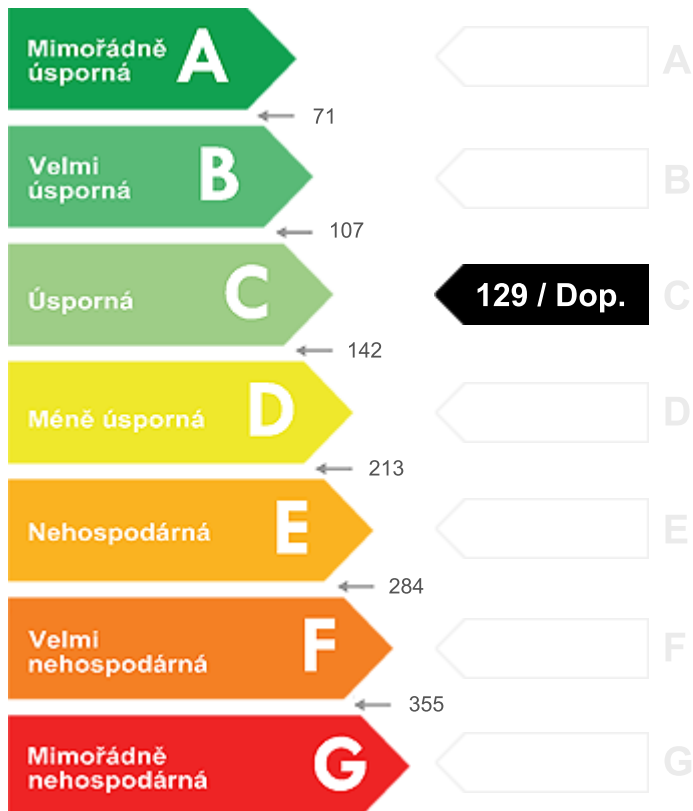 Mimořádně
úsporná
A
A
71
Velmi
úsporná
B
B
107
Úsporná
C
129 / Dop.
C
142
Méně úsporná
D
D
213
Nehospodárná
E
E
284
Velmi
nehospodárná
F
F
355
Mimořádně
nehospodárná
G
G